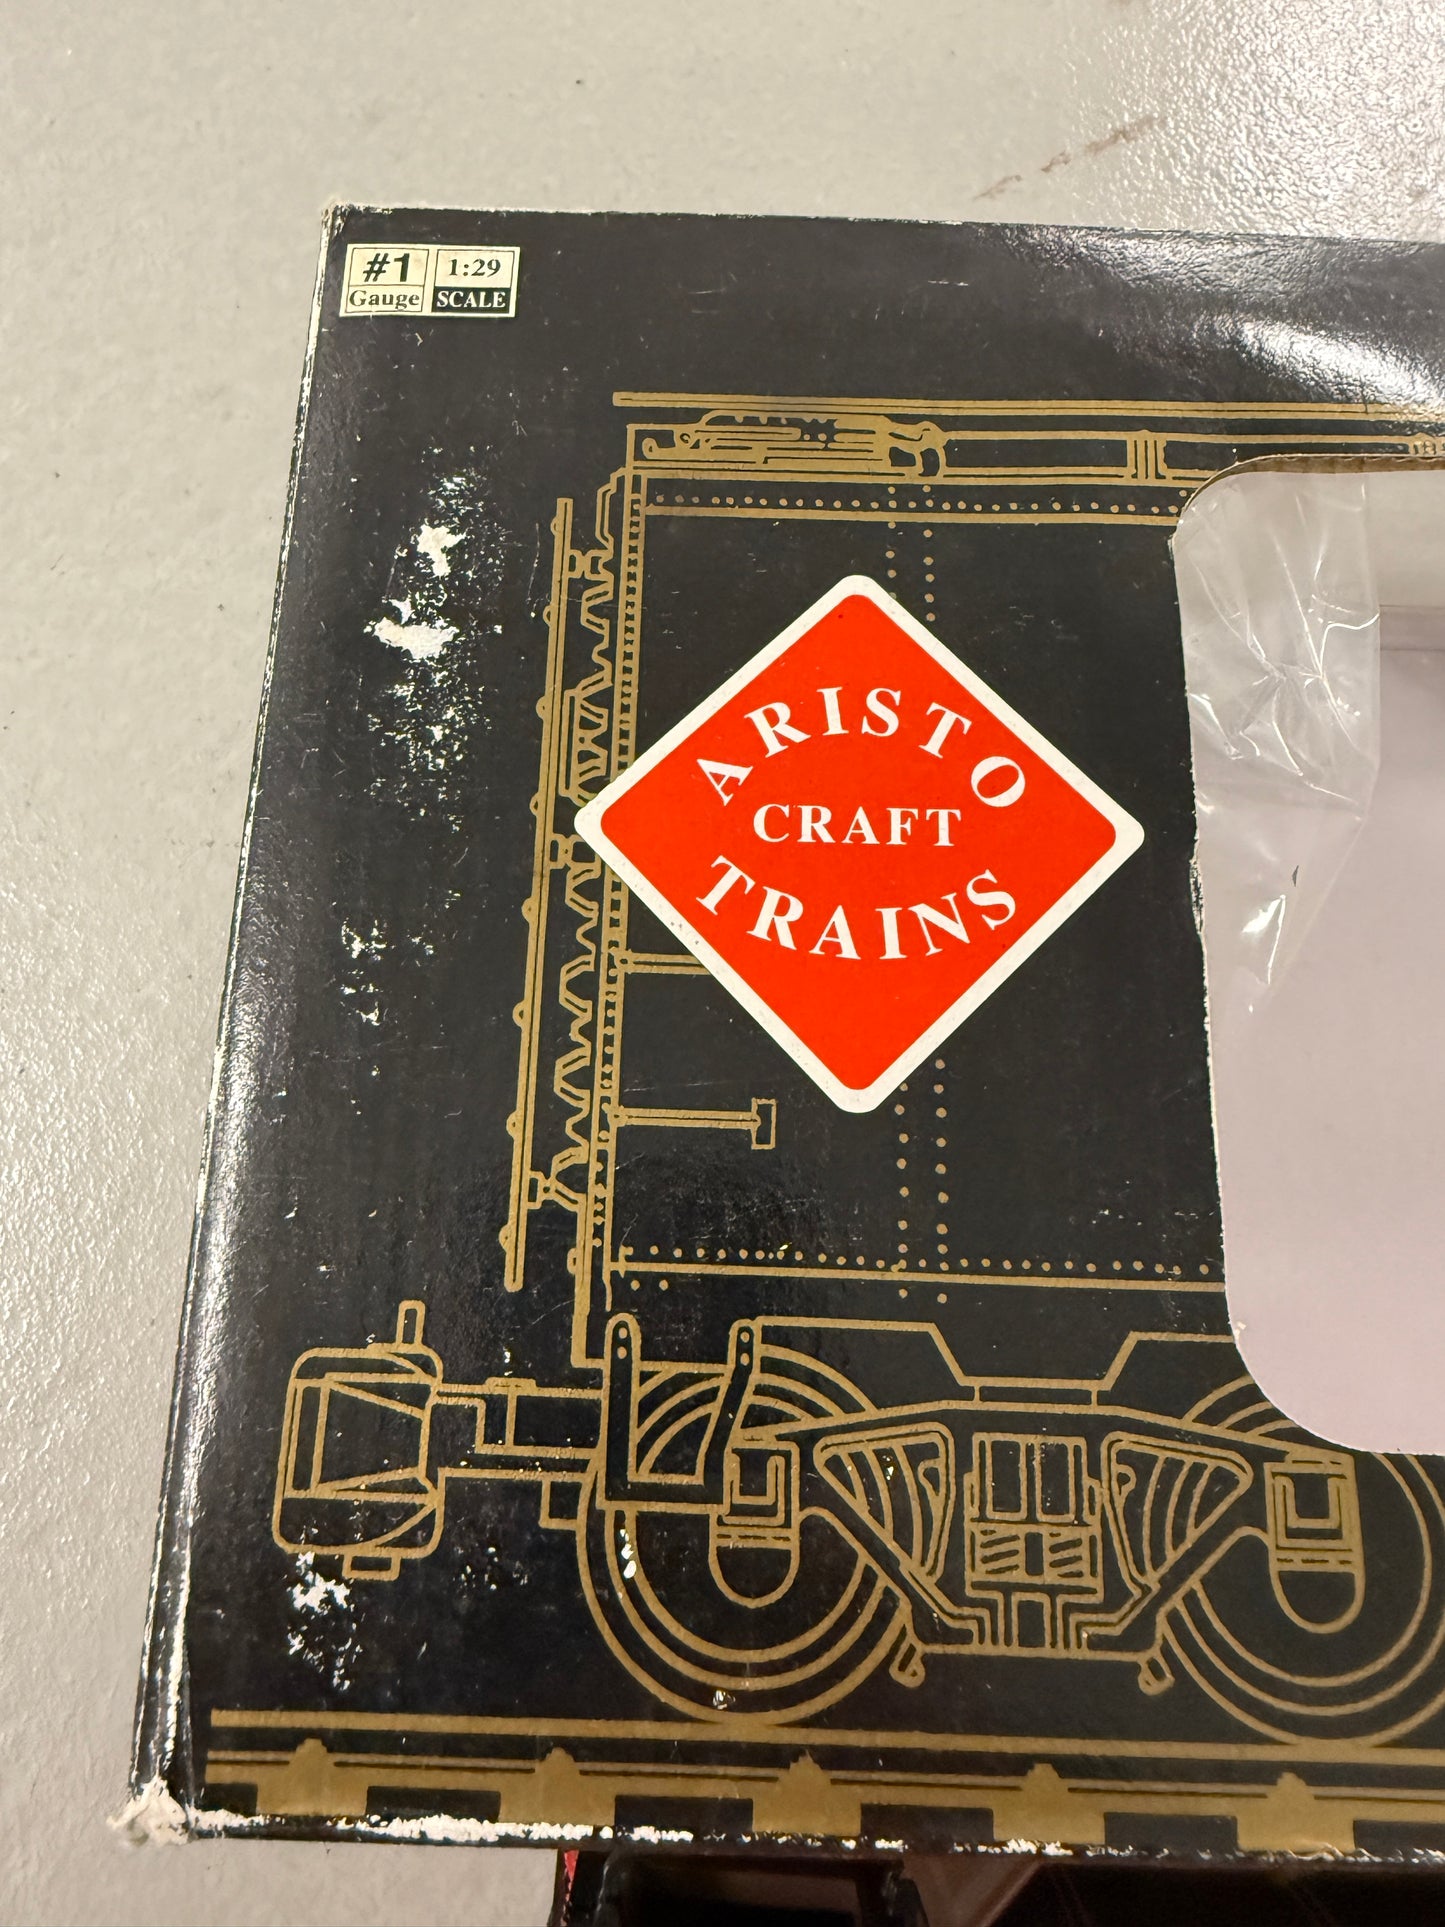 #1 1:29
Gauge SCALE
ARISTO
CRAFT
TRAINS